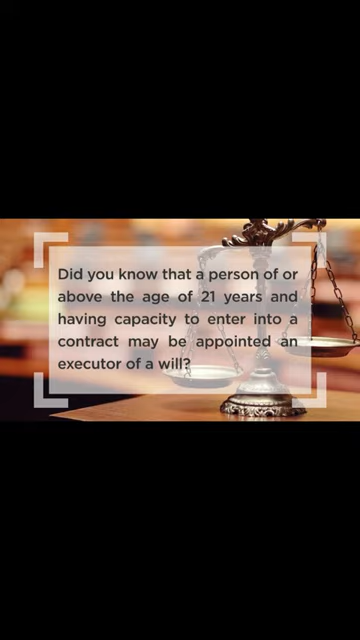 Did you know that a person of or
above the age of 21 years and
having capacity to enter into a
contract may be appointed an
executor of a will?